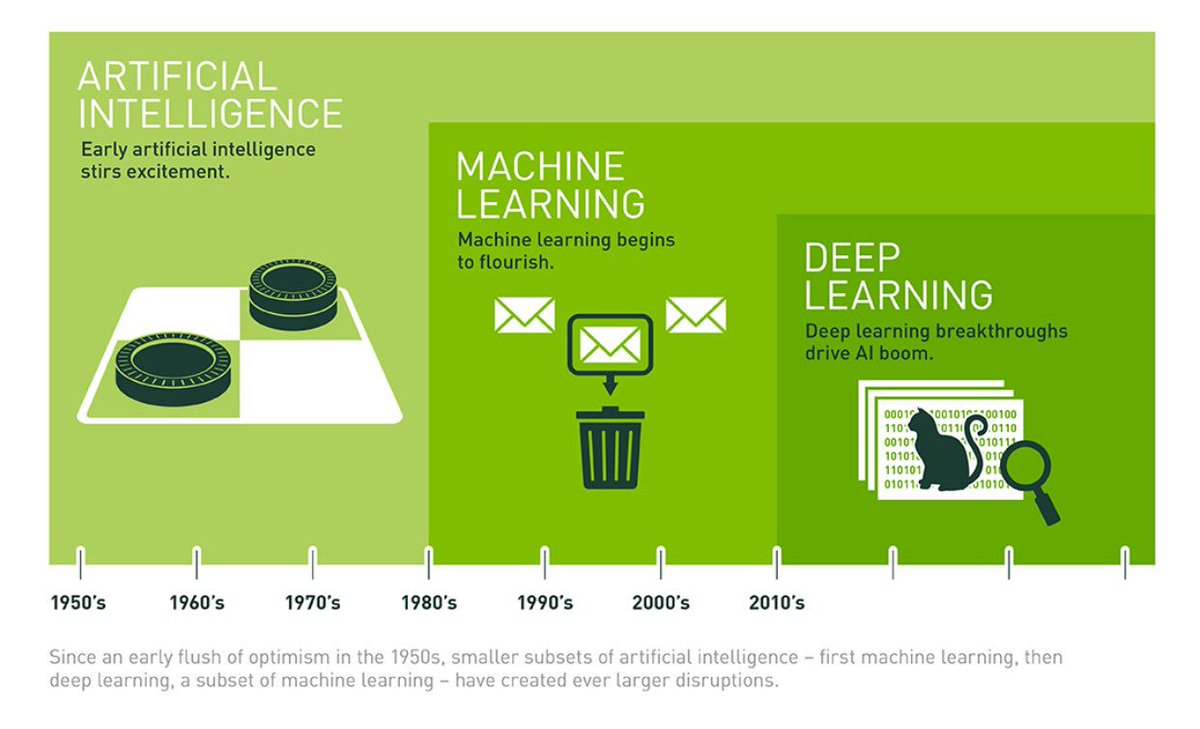 ARTIFICIAL
INTELLIGENCE
Early artificial intelligence
stirs excitement.
MACHINE
LEARNING
Machine learning begins
to flourish.
DEEP
LEARNING
Deep learning breakthroughs
drive AI boom.
1950's 1960's 1970's 1980's 1990's 2000's 2010's
Since an early flush of optimism in the 1950s, smaller subsets of artificial intelligence – first machine learning, then
deep learning, a subset of machine learning – have created ever larger disruptions.